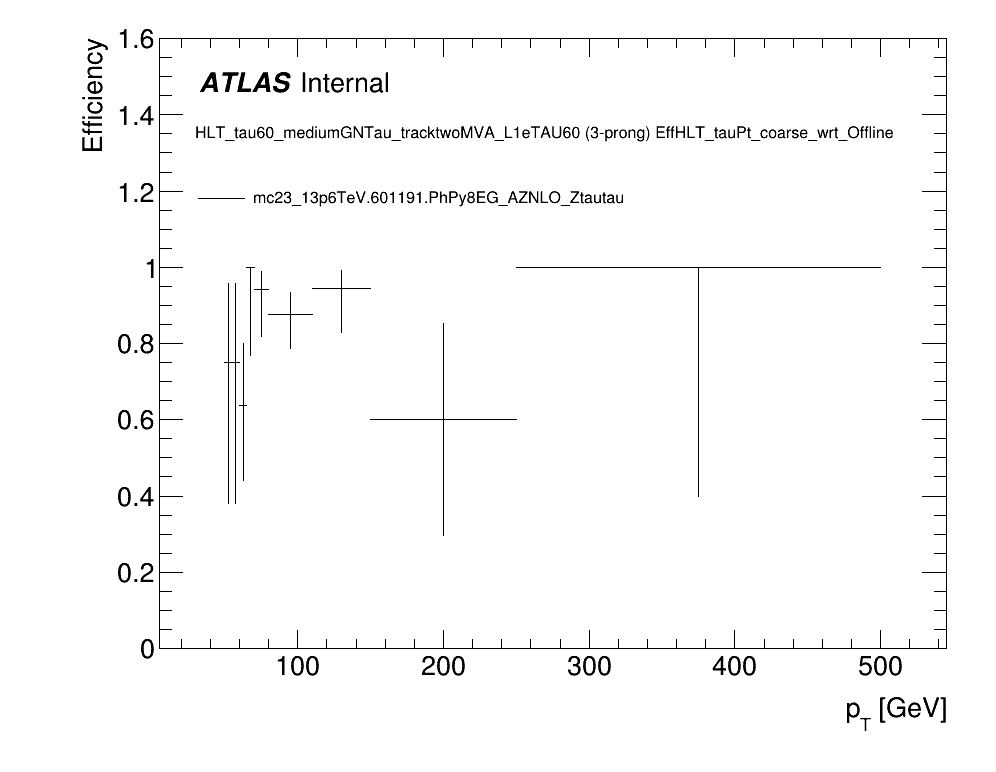 1.6
Efficiency
ATLAS Internal
1.4
HLT_tau60_mediumGNTau_tracktwoMVA_L1eTAU60 (3-prong) EffHLT_tauPt_coarse_wrt_Offline
1.2
mc23_13p6TeV.601191.PhPy8EG_AZNLO_Ztautau
1
0.8
0.6
0.4
0.2
0
100 200 300 400 500
p_T [GeV]